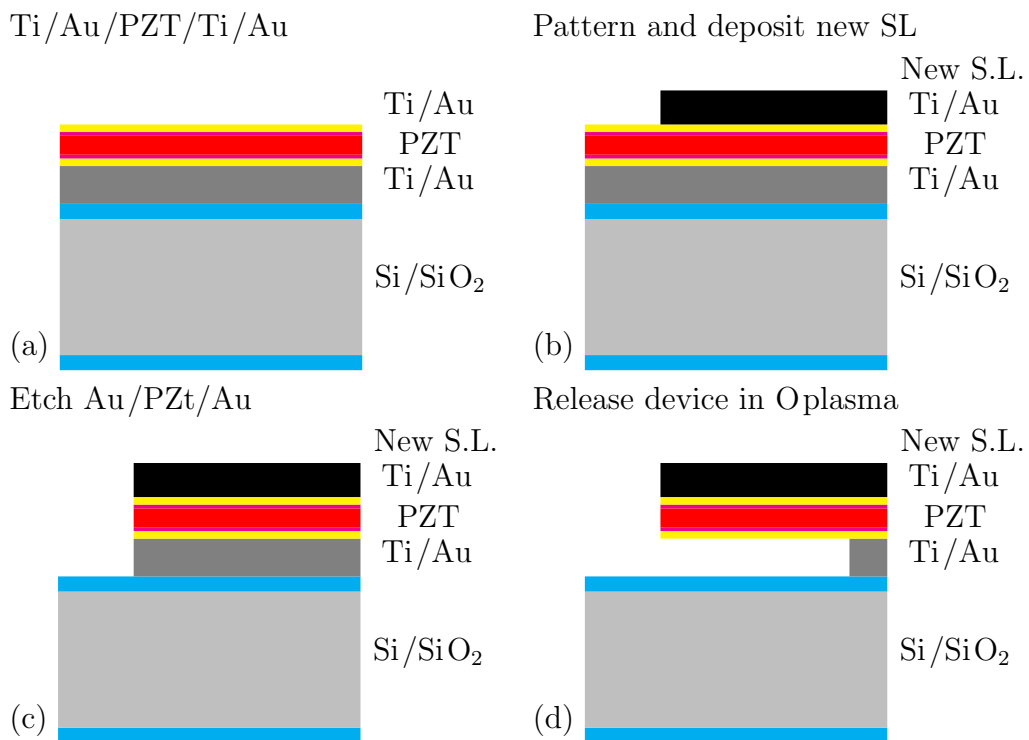 Ti/Au/PZT/Ti/Au
Ti/Au
PZT
Ti/Au
Si/SiO₂
(a)
Pattern and deposit new SL
New S.L.
Ti/Au
PZT
Ti/Au
Si/SiO₂
(b)
Etch Au/PZt/Au
New S.L.
Ti/Au
PZT
Ti/Au
Si/SiO₂
(c)
Release device in O plasma
New S.L.
Ti/Au
PZT
Ti/Au
Si/SiO₂
(d)